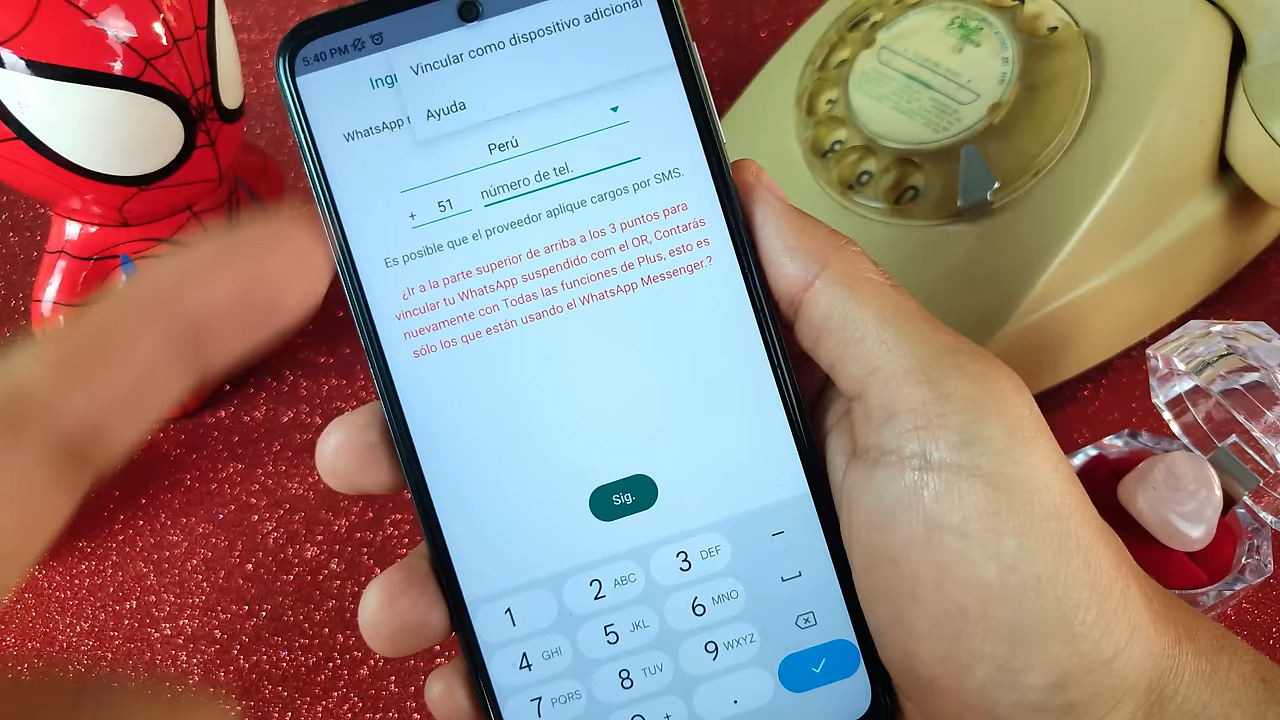 5:40 PM
Vincular como dispositivo adicional
Ingr
Ayuda
WhatsApp
Perú
+ 51 número de tel.
Es posible que el proveedor aplique cargos por SMS.
¿Ir a la parte superior de arriba a los 3 puntos para
vincular tu WhatsApp suspendido com el QR, Contarás
nuevamente con Todas las funciones de Plus, esto es
sólo los que están usando el WhatsApp Messenger.?
Sig.
1 2 ABC 3 DEF –
4 GHI 5 JKL 6 MNO
7 PQRS 8 TUV 9 WXYZ
+ .